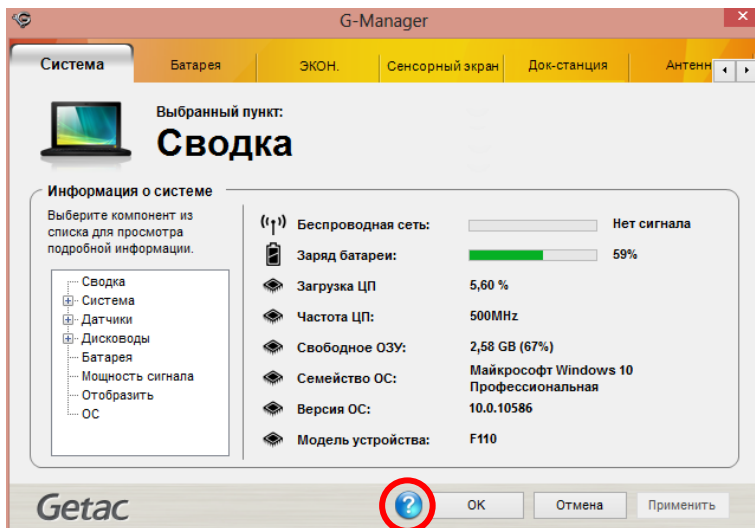 G-Manager
Система
Батарея
ЭКОН.
Сенсорный экран
Док-станция
Антенн
Выбранный пункт:
Сводка
Информация о системе
Выберите компонент из
списка для просмотра
подробной информации.
Сводка
Система
Датчики
Дисководы
Батарея
Мощность сигнала
Отобразить
ОС
Беспроводная сеть: Нет сигнала
Заряд батареи: 59%
Загрузка ЦП 5,60 %
Частота ЦП: 500MHz
Свободное ОЗУ: 2,58 GB (67%)
Семейство ОС: Майкрософт Windows 10
Профессиональная
Версия ОС: 10.0.10586
Модель устройства: F110
Getac
?
OK
Отмена
Применить